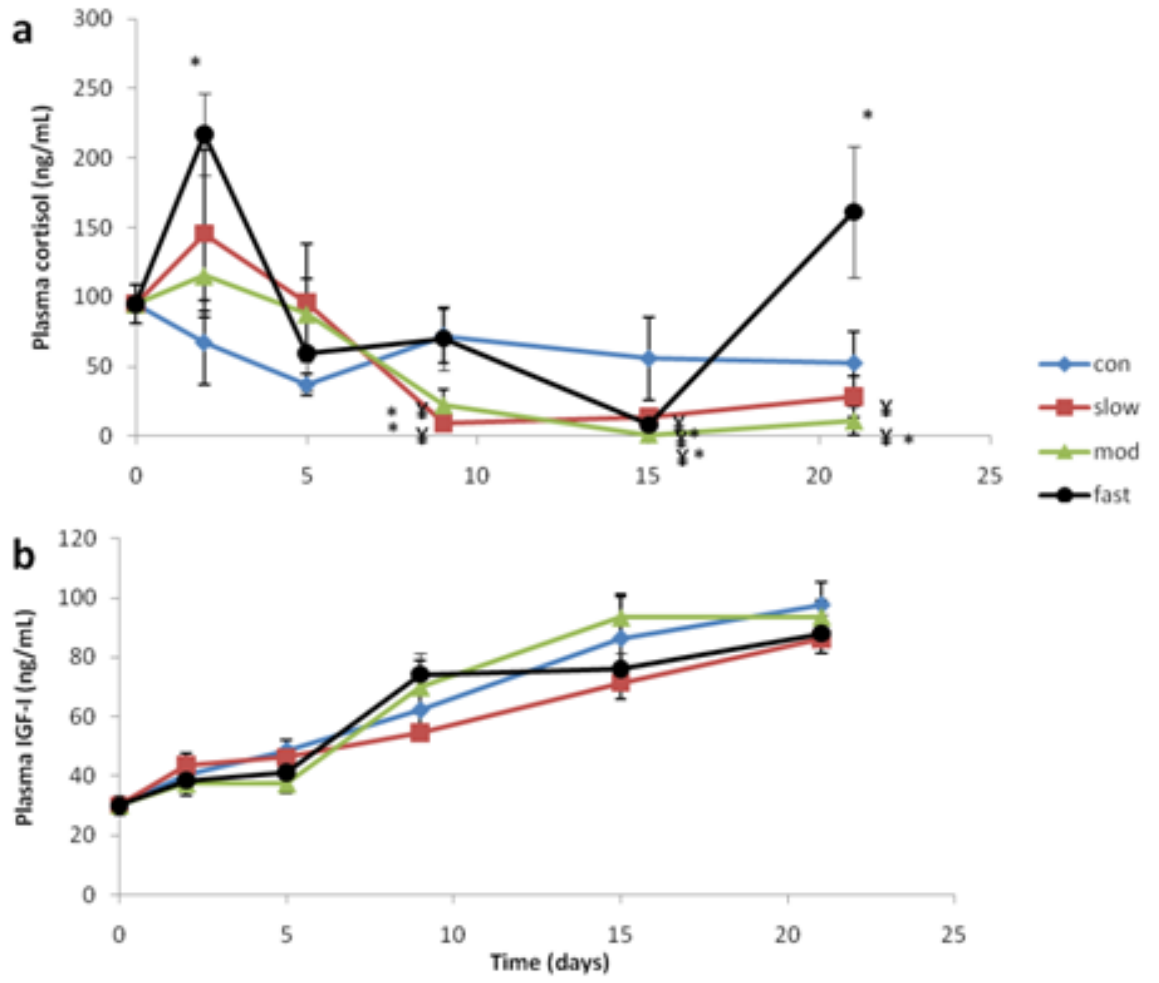 a
300
250
200
150
100
50
0
Plasma cortisol (ng/mL)
*
*
* ¥
* ¥
¥
¥ *
¥ *
¥
¥ *
0 5 10 15 20 25
con
slow
mod
fast
b
120
100
80
60
40
20
0
Plasma IGF-I (ng/mL)
0 5 10 15 20 25
Time (days)